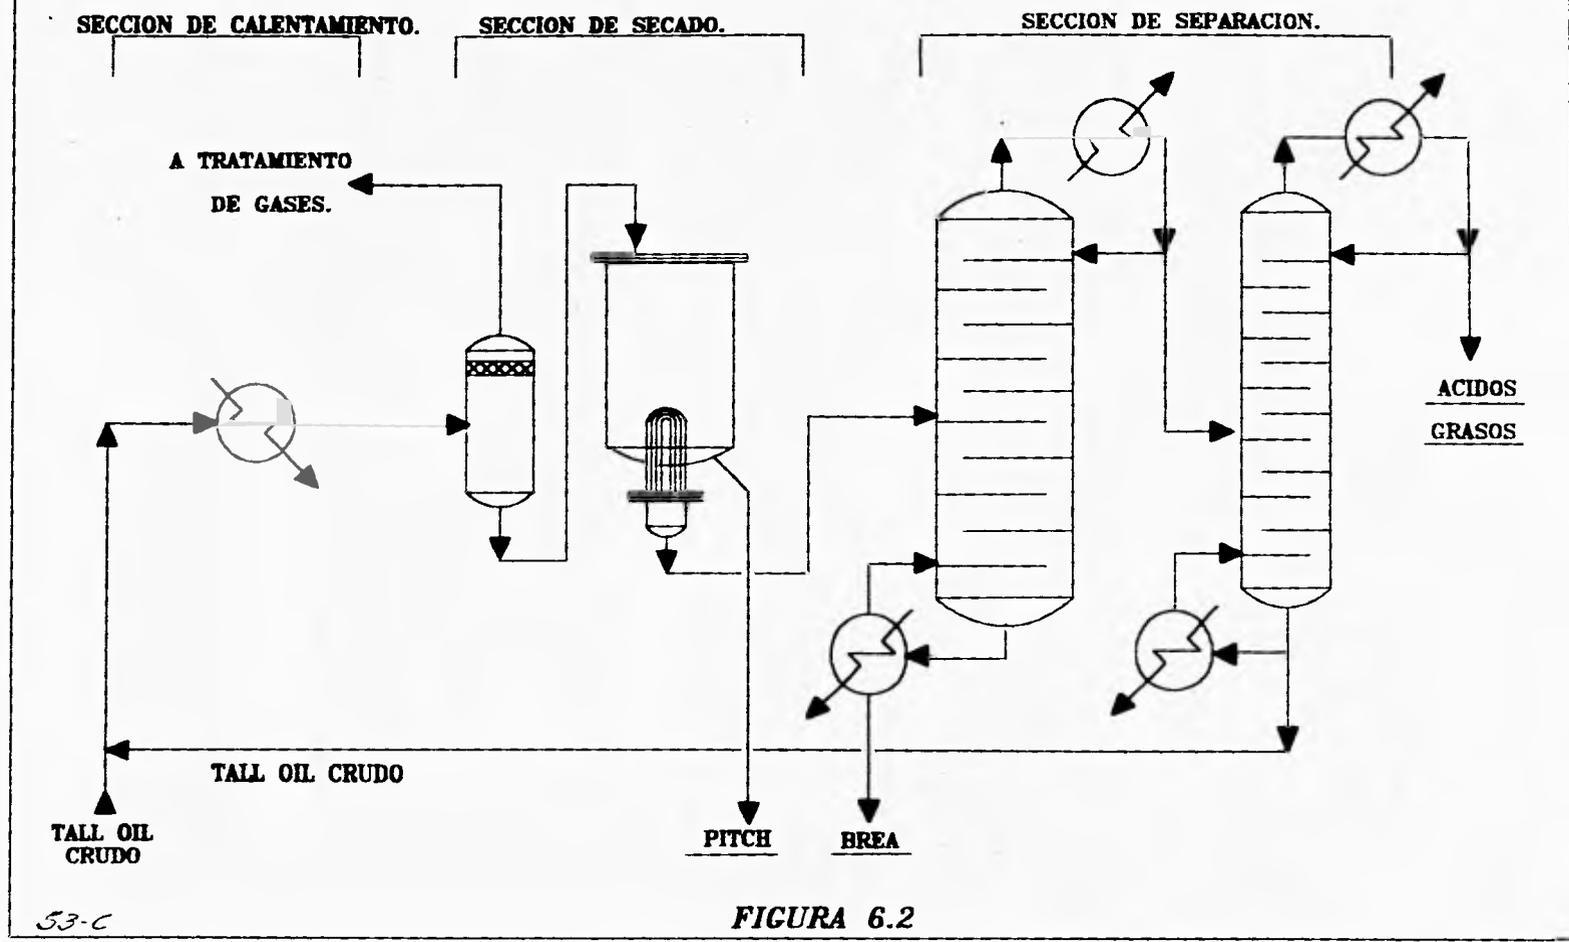 SECCION DE CALENTAMIENTO.
SECCION DE SECADO.
SECCION DE SEPARACION.
A TRATAMIENTO
DE GASES.
ACIDOS
GRASOS
TALL OIL CRUDO
TALL OIL
CRUDO
PITCH
BREA
53-C
FIGURA 6.2